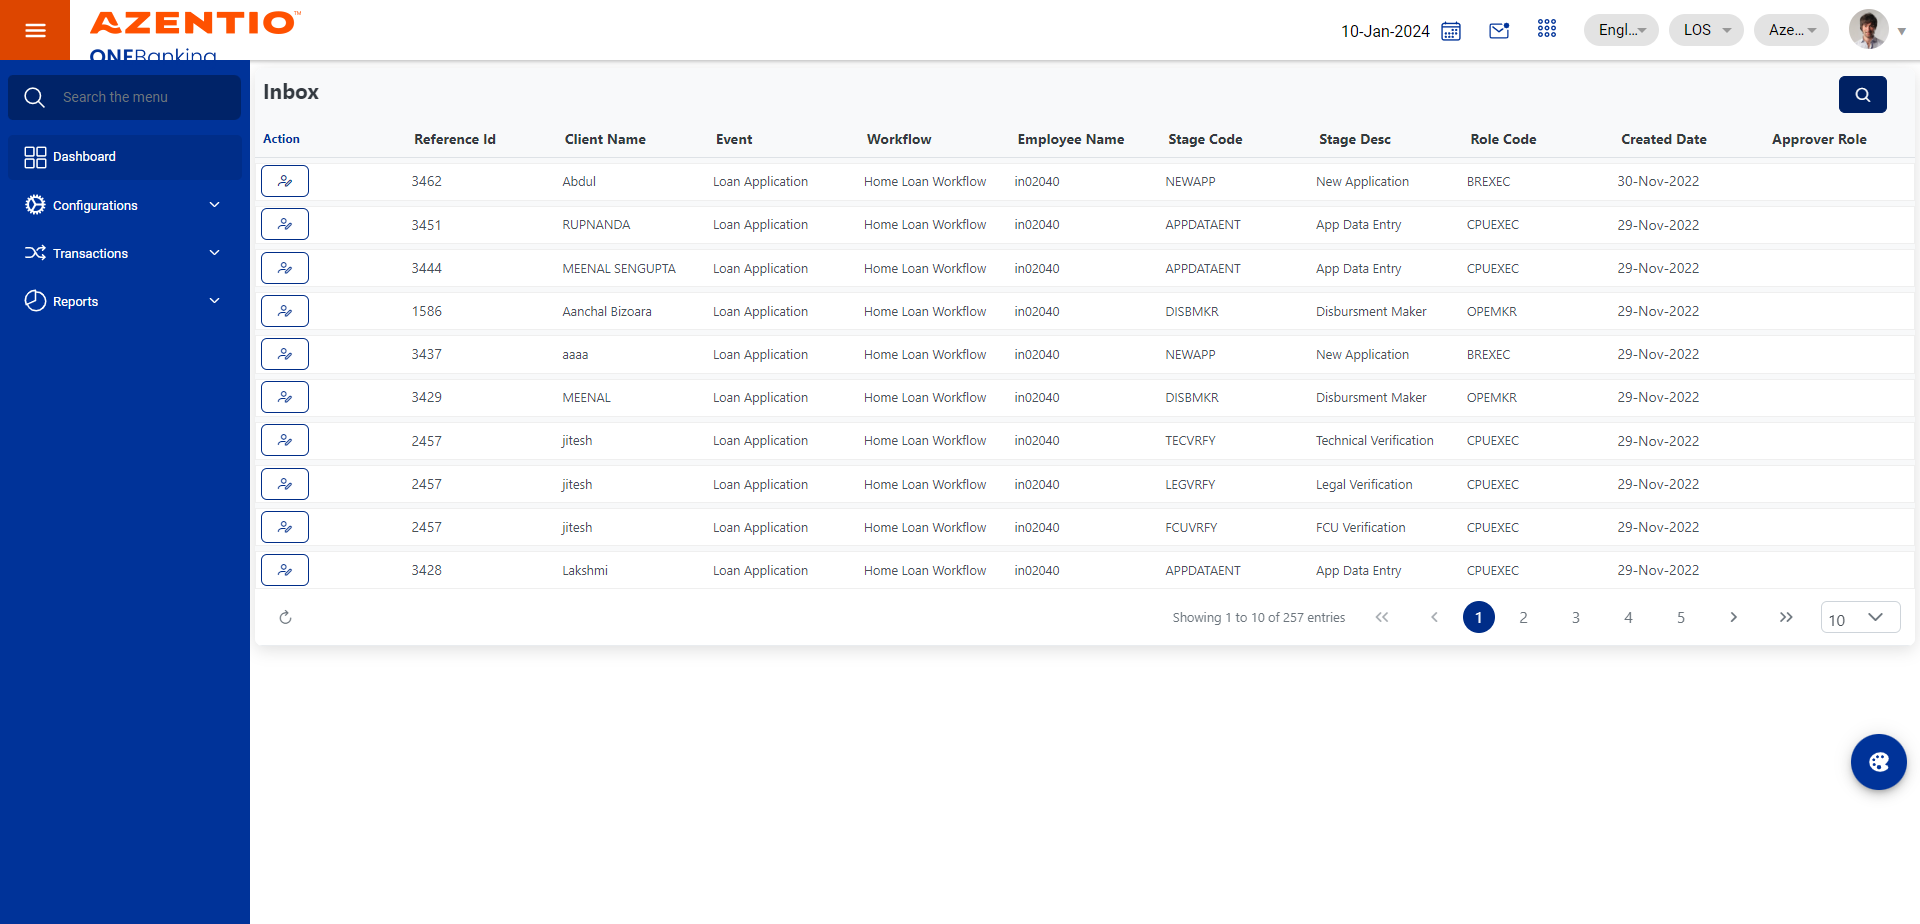 AZENTIO™
ONEBanking
10-Jan-2024
Engl...
LOS
Aze...
Search the menu
Dashboard
Configurations
Transactions
Reports
Inbox
Action Reference Id Client Name Event Workflow Employee Name Stage Code Stage Desc Role Code Created Date Approver Role
3462 Abdul Loan Application Home Loan Workflow in02040 NEWAPP New Application BREXEC 30-Nov-2022
3451 RUPNANDA Loan Application Home Loan Workflow in02040 APPDATAENT App Data Entry CPUEXEC 29-Nov-2022
3444 MEENAL SENGUPTA Loan Application Home Loan Workflow in02040 APPDATAENT App Data Entry CPUEXEC 29-Nov-2022
1586 Aanchal Bizoara Loan Application Home Loan Workflow in02040 DISBMKR Disbursment Maker OPEMKR 29-Nov-2022
3437 aaaa Loan Application Home Loan Workflow in02040 NEWAPP New Application BREXEC 29-Nov-2022
3429 MEENAL Loan Application Home Loan Workflow in02040 DISBMKR Disbursment Maker OPEMKR 29-Nov-2022
2457 jitesh Loan Application Home Loan Workflow in02040 TECVRFY Technical Verification CPUEXEC 29-Nov-2022
2457 jitesh Loan Application Home Loan Workflow in02040 LEGVRFY Legal Verification CPUEXEC 29-Nov-2022
2457 jitesh Loan Application Home Loan Workflow in02040 FCUVRFY FCU Verification CPUEXEC 29-Nov-2022
3428 Lakshmi Loan Application Home Loan Workflow in02040 APPDATAENT App Data Entry CPUEXEC 29-Nov-2022
Showing 1 to 10 of 257 entries 1 2 3 4 5 10